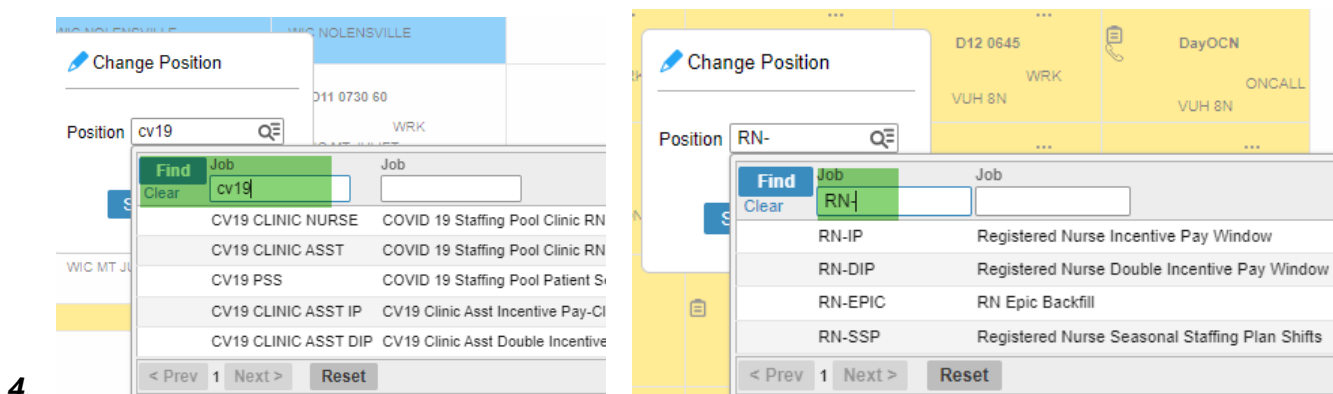 NOLENSVILLE
Change Position
D11 0730 60
WRK
Position cv19
Find
Clear
Job
cv19
Job
CV19 CLINIC NURSE COVID 19 Staffing Pool Clinic RN
CV19 CLINIC ASST COVID 19 Staffing Pool Clinic RN
CV19 PSS COVID 19 Staffing Pool Patient
CV19 CLINIC ASST IP CV19 Clinic Asst Incentive Pay-Cl
CV19 CLINIC ASST DIP CV19 Clinic Asst Double Incentive
WIC MT
< Prev 1 Next > Reset
4
Change Position
D12 0645
WRK
VUH 8N
DayOCN
ONCALL
VUH 8N
Position RN-
Find
Clear
Job
RN-
Job
RN-IP Registered Nurse Incentive Pay Window
RN-DIP Registered Nurse Double Incentive Pay Window
RN-EPIC RN Epic Backfill
RN-SSP Registered Nurse Seasonal Staffing Plan Shifts
< Prev 1 Next > Reset